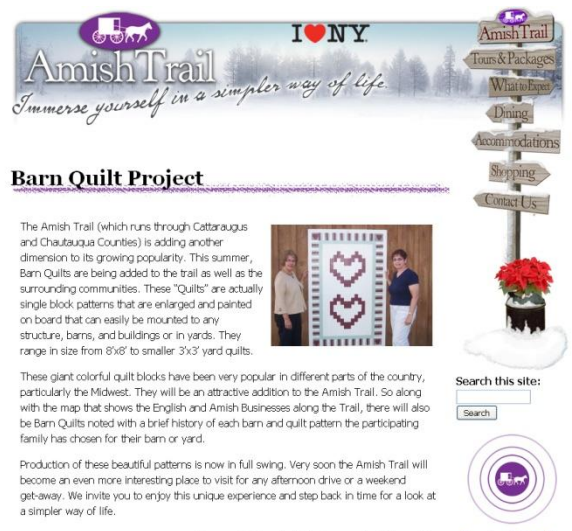 I ♥ NY.
Amish Trail
Immerse yourself in a simpler way of life.
Amish Trail
Tours & Packages
What to Expect
Dining
Accommodations
Shopping
Contact Us
Barn Quilt Project
The Amish Trail (which runs through Cattaraugus
and Chautauqua Counties) is adding another
dimension to its growing popularity. This summer,
Barn Quilts are being added to the trail as well as the
surrounding communities. These "Quilts" are actually
single block patterns that are enlarged and painted
on board that can easily be mounted to any
structure, barns, and buildings or in yards. They
range in size from 8'x8' to smaller 3'x3' yard quilts.
These giant colorful quilt blocks have been very popular in different parts of the country,
particularly the Midwest. They will be an attractive addition to the Amish Trail. So along
with the map that shows the English and Amish Businesses along the Trail, there will also
be Barn Quilts noted with a brief history of each barn and quilt pattern the participating
family has chosen for their barn or yard.
Production of these beautiful patterns is now in full swing. Very soon the Amish Trail will
become an even more interesting place to visit for any afternoon drive or a weekend
get-away. We invite you to enjoy this unique experience and step back in time for a look at
a simpler way of life.
Search this site:
Search